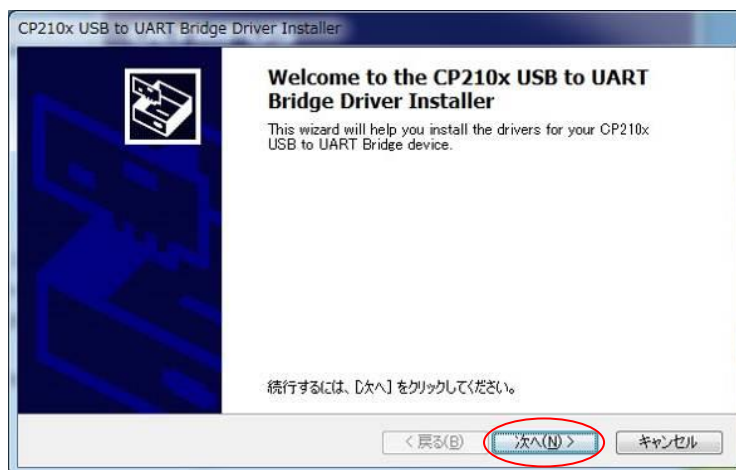 CP210x USB to UART Bridge Driver Installer
Welcome to the CP210x USB to UART
Bridge Driver Installer
This wizard will help you install the drivers for your CP210x
USB to UART Bridge device.
続行するには、[次へ] をクリックしてください。
< 戻る(B) 次へ(N) > キャンセル